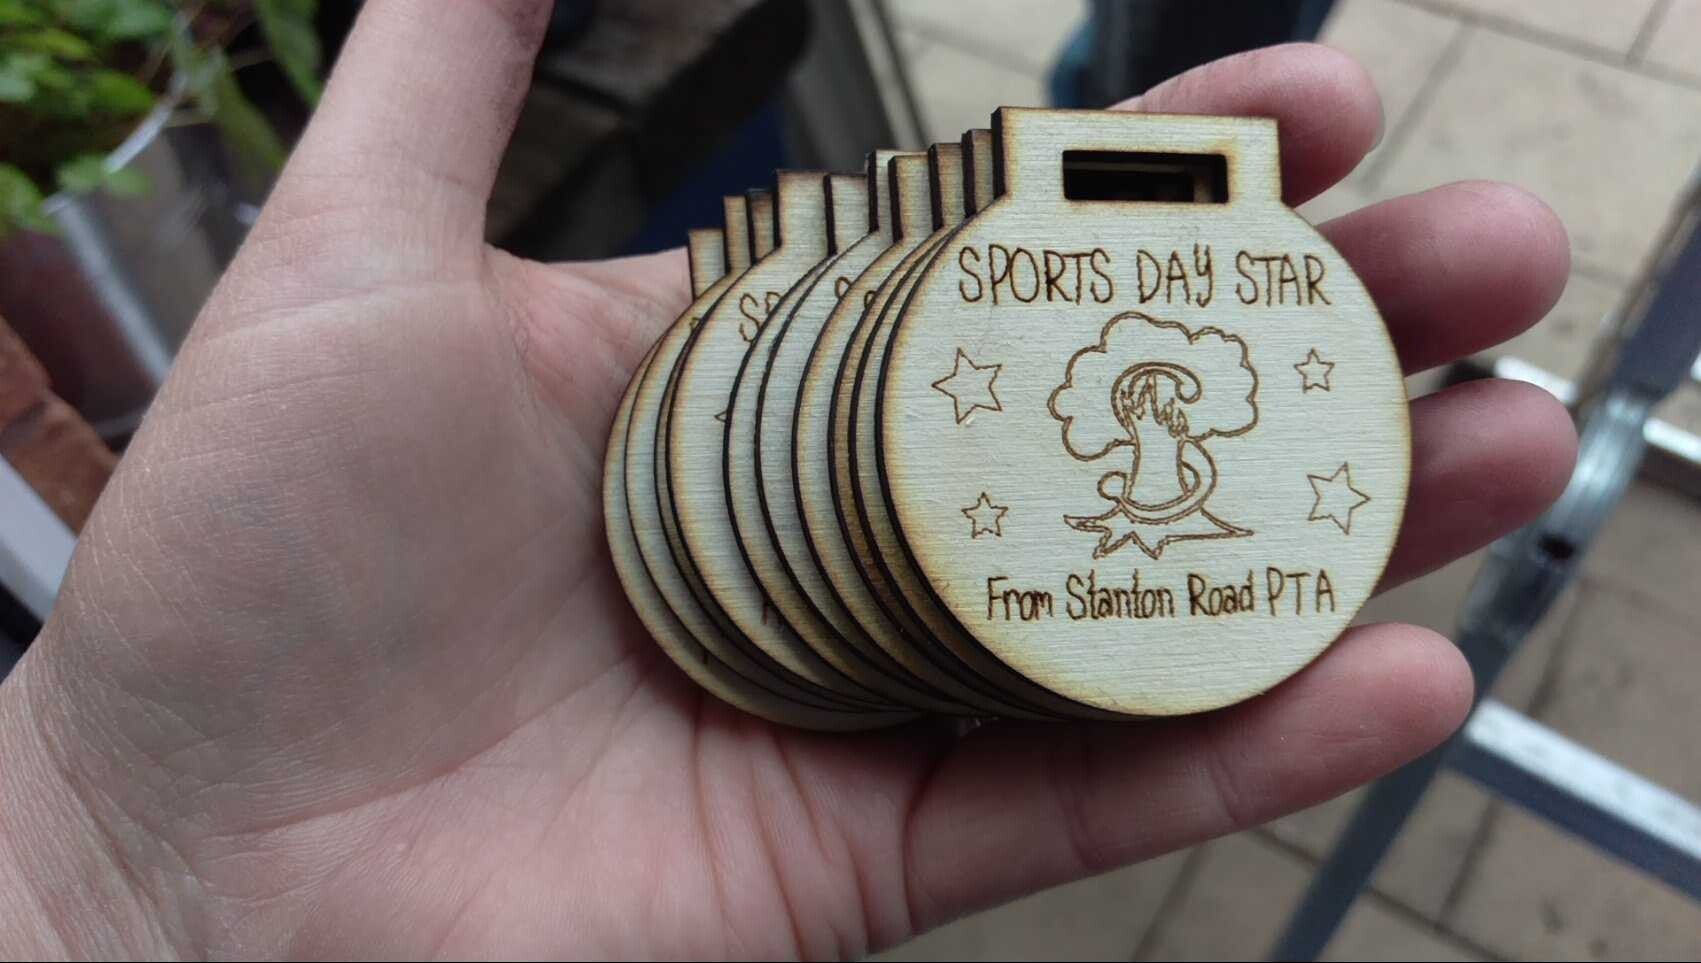 SPORTS DAY STAR
From Stanton Road PTA